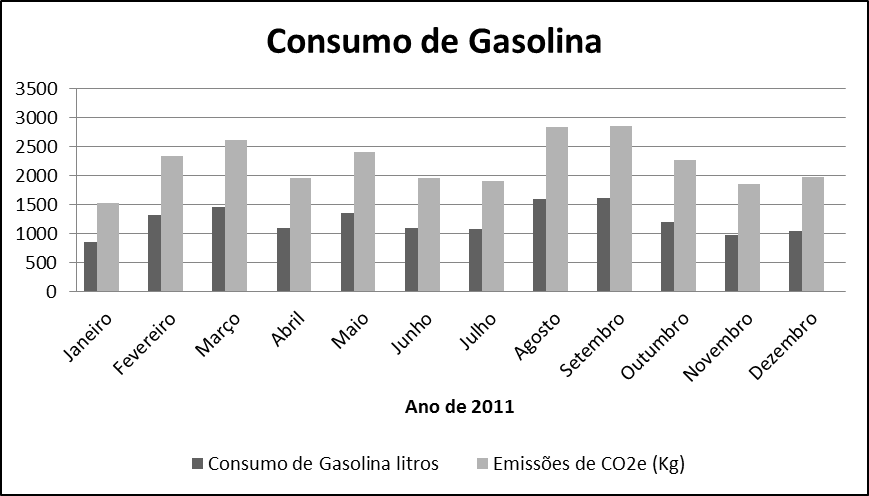 Consumo de Gasolina
3500
3000
2500
2000
1500
1000
500
0
Janeiro
Fevereiro
Março
Abril
Maio
Junho
Julho
Agosto
Setembro
Outumbro
Novembro
Dezembro
Ano de 2011
Consumo de Gasolina litros
Emissões de CO2e (Kg)